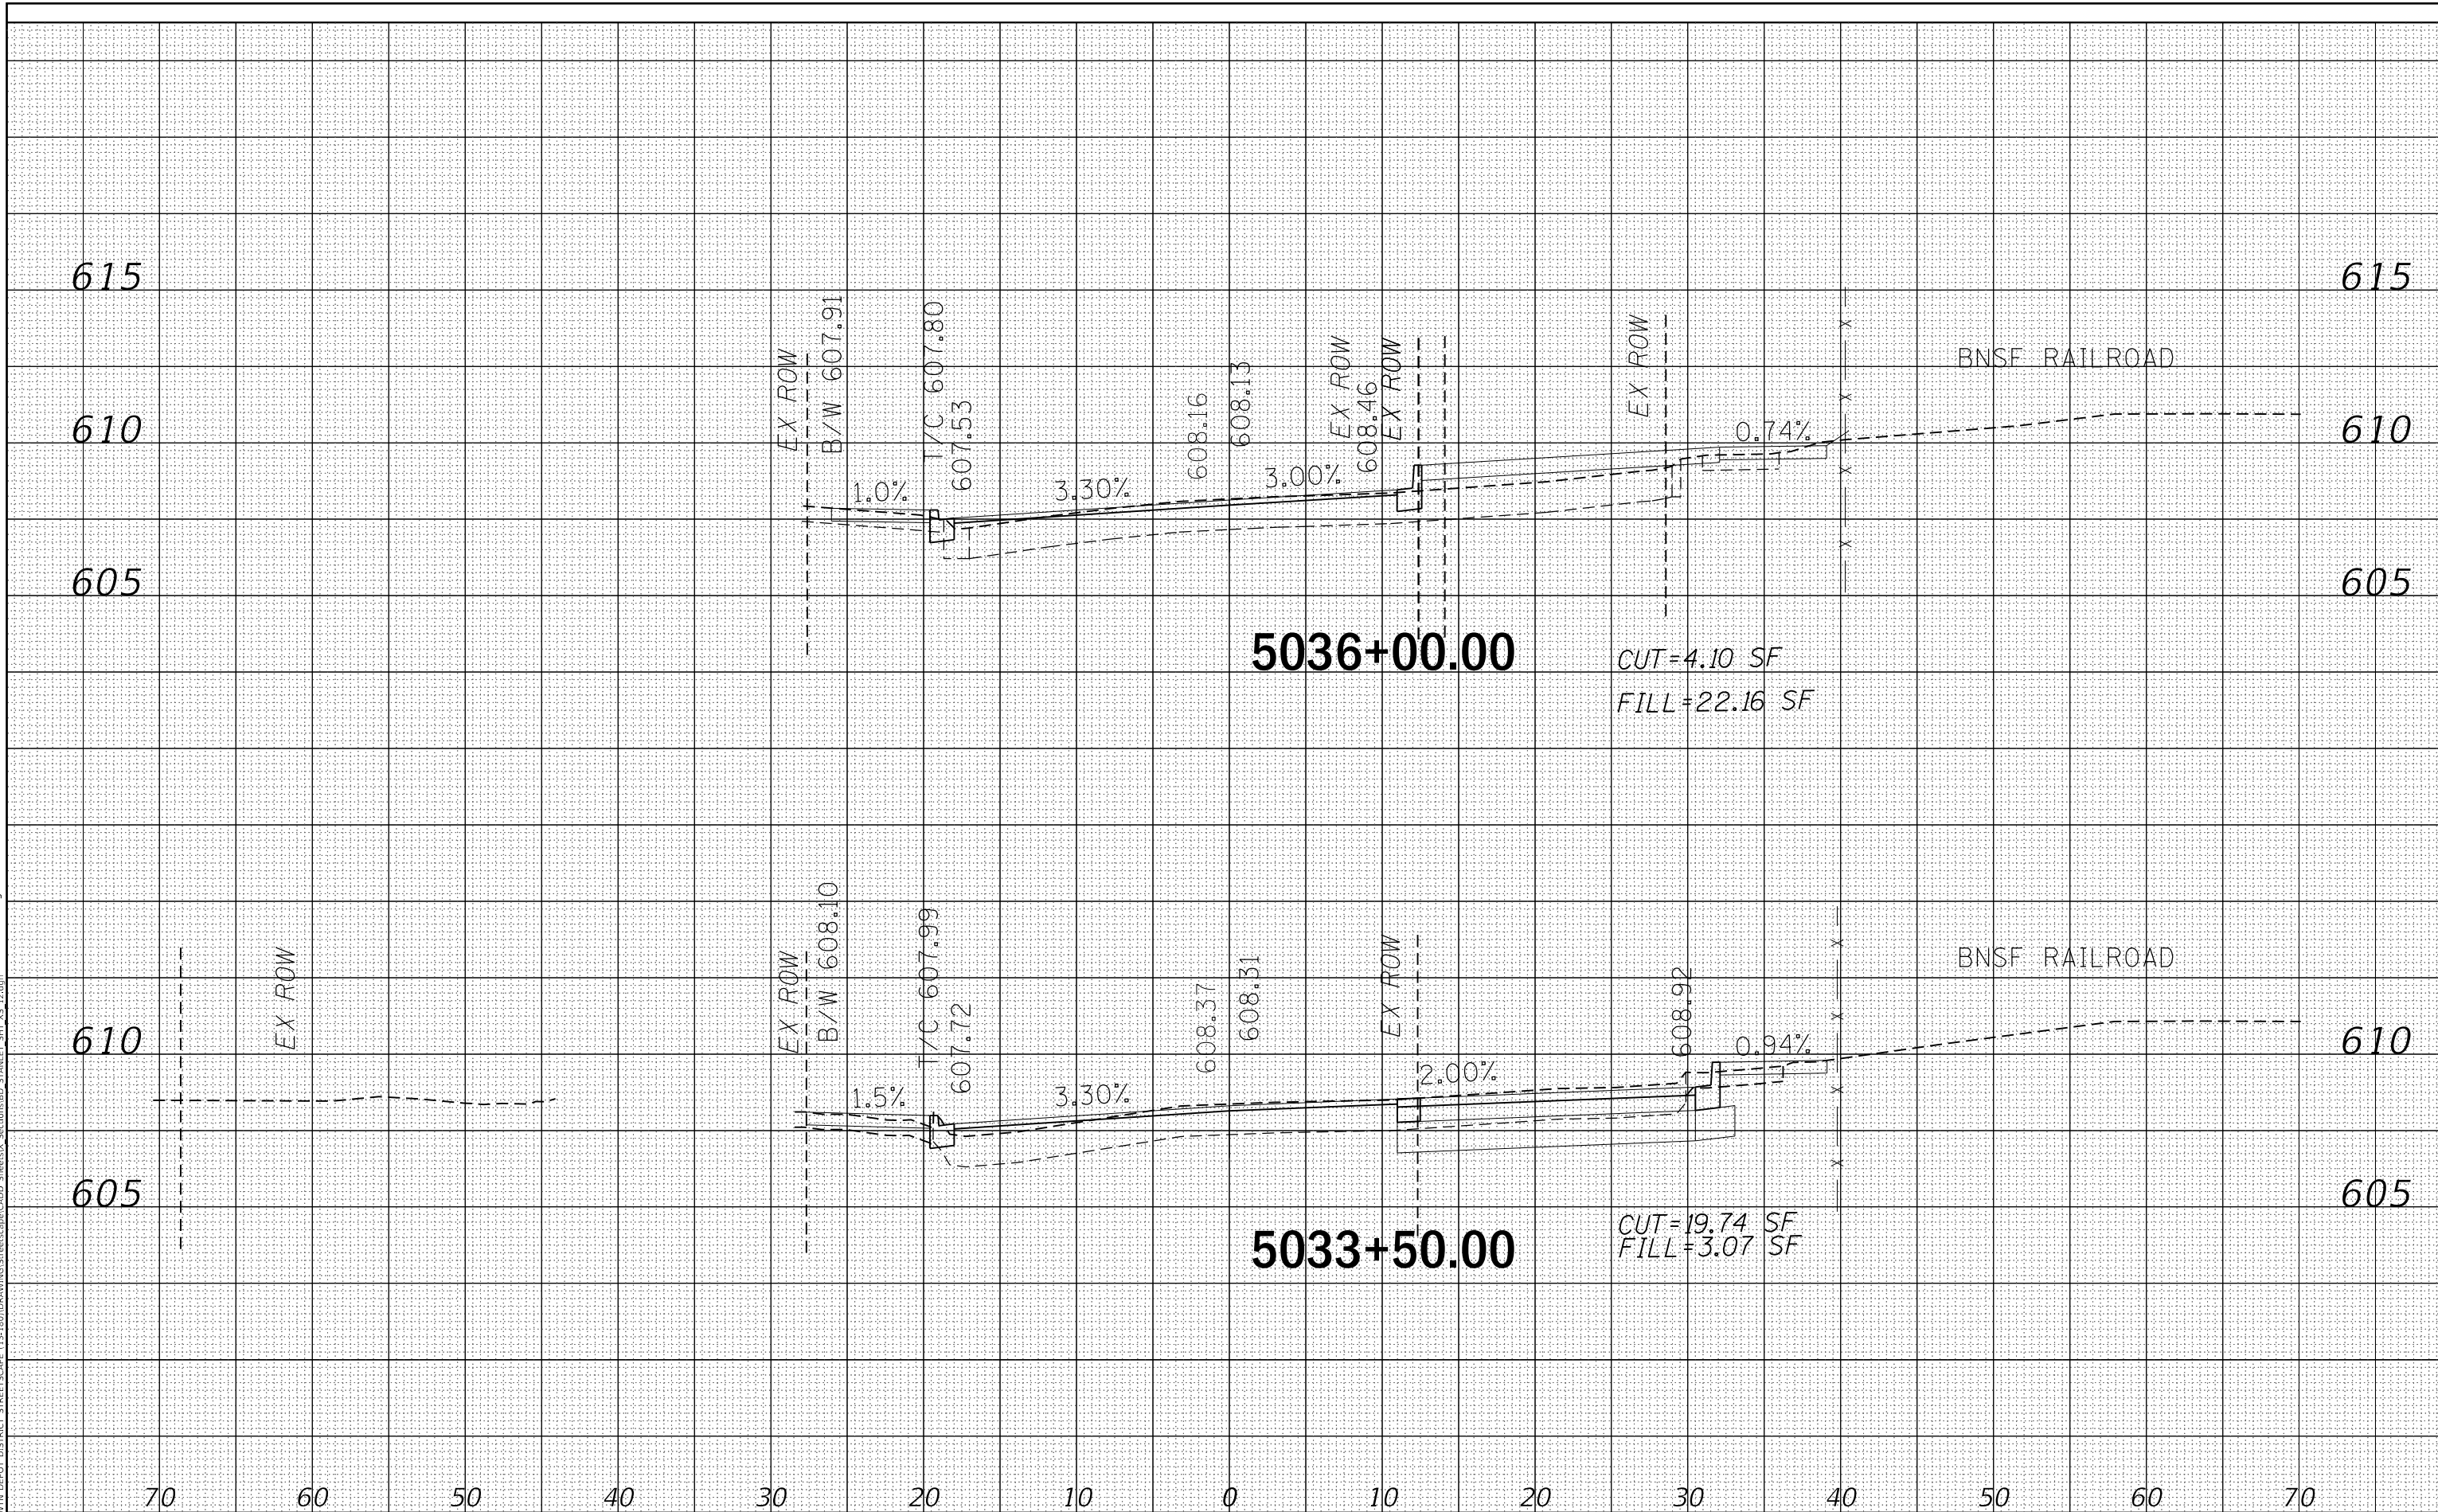 615 615
EX ROW
B/W 607.91
T/C 607.80
607.53
608.16
608.13
EX ROW
608.46
EX ROW
EX ROW
BNSF RAILROAD
610 610
1.0% 3.30% 3.00% 0.74%
605 605
5036+00.00
CUT=4.10 SF
FILL=22.16 SF
EX ROW
EX ROW
B/W 608.10
T/C 607.99
607.72
608.37
608.31
EX ROW
608.92
BNSF RAILROAD
610 610
1.5% 3.30% 2.00% 0.94%
605 605
5033+50.00
CUT=19.74 SF
FILL=3.07 SF
70 60 50 40 30 20 10 0 10 20 30 40 50 60 70